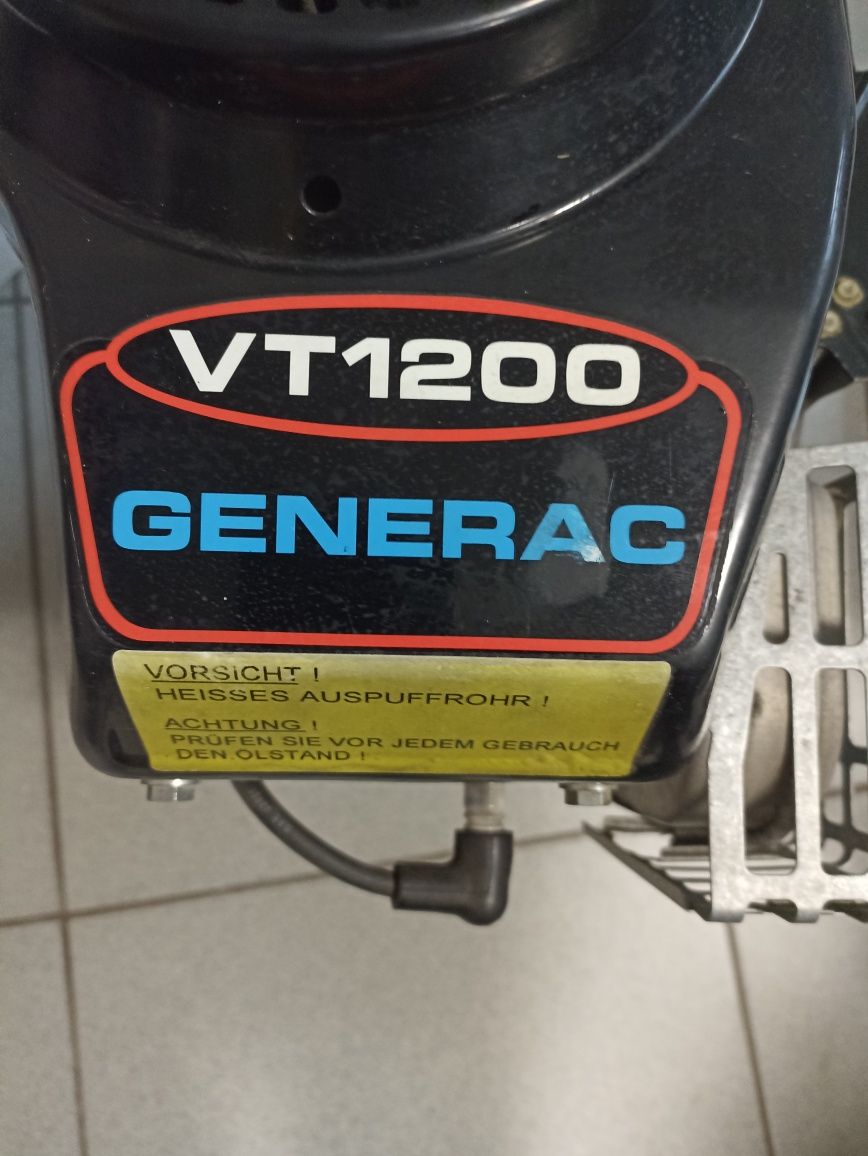 VT1200
GENERAC
VORSICHT !
HEISSES AUSPUFFROHR !
ACHTUNG !
PRÜFEN SIE VOR JEDEM GEBRAUCH
DEN ÖLSTAND !